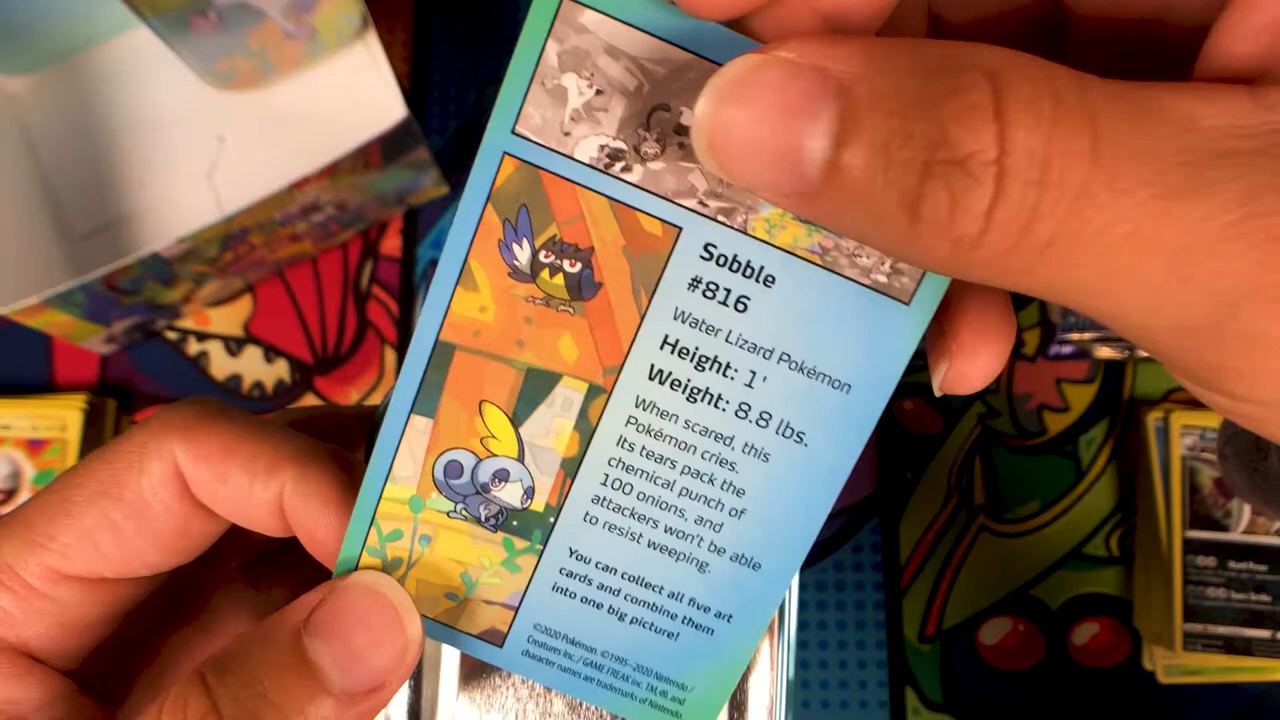 Sobble
#816
Water Lizard Pokémon
Height: 1'
Weight: 8.8 lbs.
When scared, this
Pokémon cries.
Its tears pack the
chemical punch of
100 onions, and
attackers won't be able
to resist weeping.
You can collect all five art
cards and combine them
into one big picture!
©2020 Pokémon. ©1995–2020 Nintendo /
Creatures Inc. / GAME FREAK inc. TM, ®, and
character names are trademarks of Nintendo.